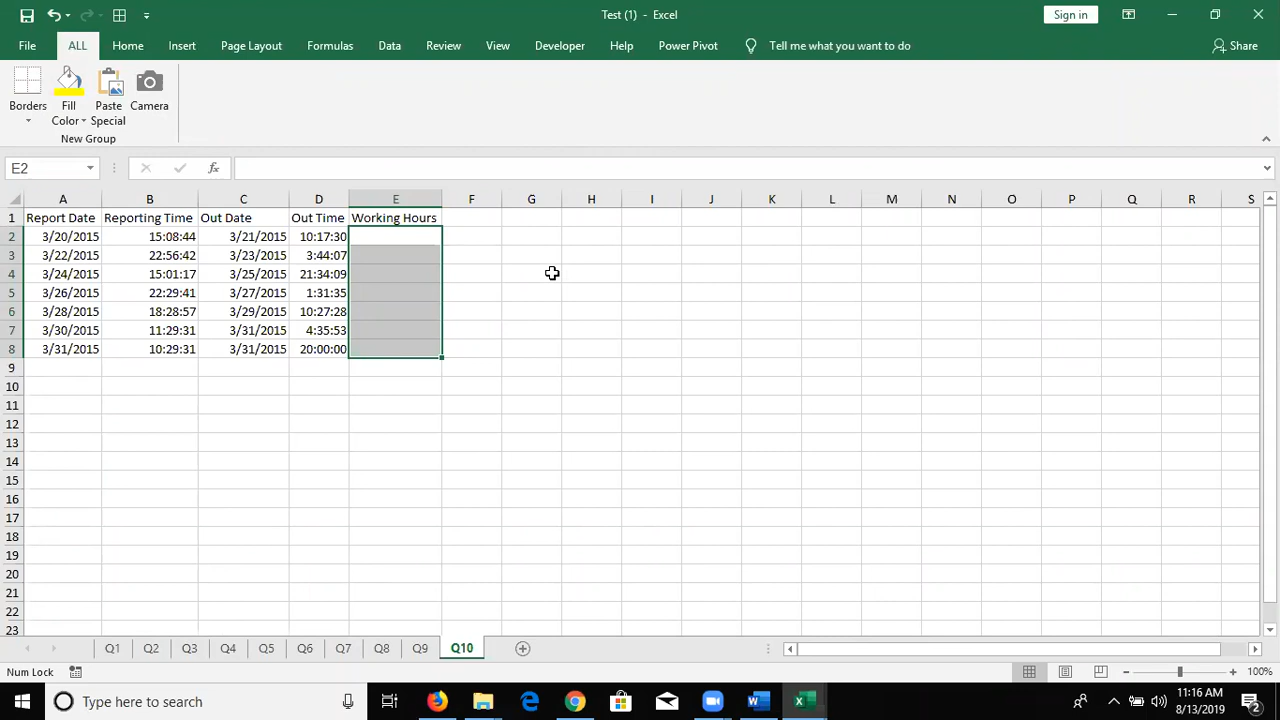 Test (1) - Excel
Sign in
File ALL Home Insert Page Layout Formulas Data Review View Developer Help Power Pivot Tell me what you want to do Share
Borders Fill Color Paste Special Camera
New Group
E2 fx
A B C D E F G H I J K L M N O P Q R S
1 Report Date Reporting Time Out Date Out Time Working Hours
2 3/20/2015 15:08:44 3/21/2015 10:17:30
3 3/22/2015 22:56:42 3/23/2015 3:44:07
4 3/24/2015 15:01:17 3/25/2015 21:34:09
5 3/26/2015 22:29:41 3/27/2015 1:31:35
6 3/28/2015 18:28:57 3/29/2015 10:27:28
7 3/30/2015 11:29:31 3/31/2015 4:35:53
8 3/31/2015 10:29:31 3/31/2015 20:00:00
9
10
11
12
13
14
15
16
17
18
19
20
21
22
23
Q1 Q2 Q3 Q4 Q5 Q6 Q7 Q8 Q9 Q10
Num Lock 100%
Type here to search
11:16 AM
8/13/2019
2